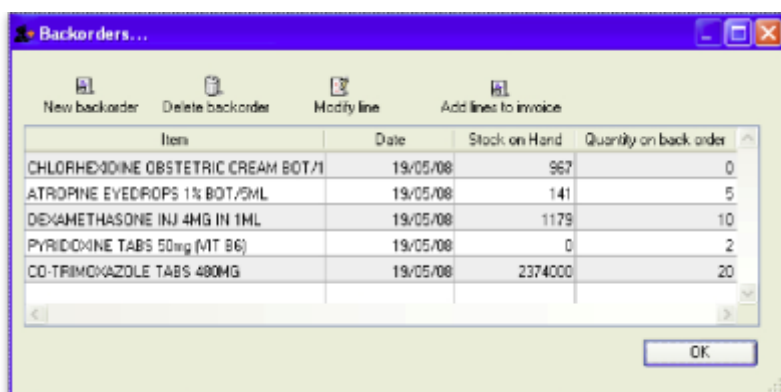 Backorders...
New backorder Delete backorder Modify line Add lines to invoice
Item Date Stock on Hand Quantity on back order
CHLORHEXIDINE OBSTETRIC CREAM BOT/1 19/05/08 967 0
ATROPINE EYEDROPS 1% BOT/5ML 19/05/08 141 5
DEXAMETHASONE INJ 4MG IN 1ML 19/05/08 1179 10
PYRIDOXINE TABS 50mg (VIT B6) 19/05/08 0 2
CO-TRIMOXAZOLE TABS 480MG 19/05/08 2374000 20
OK